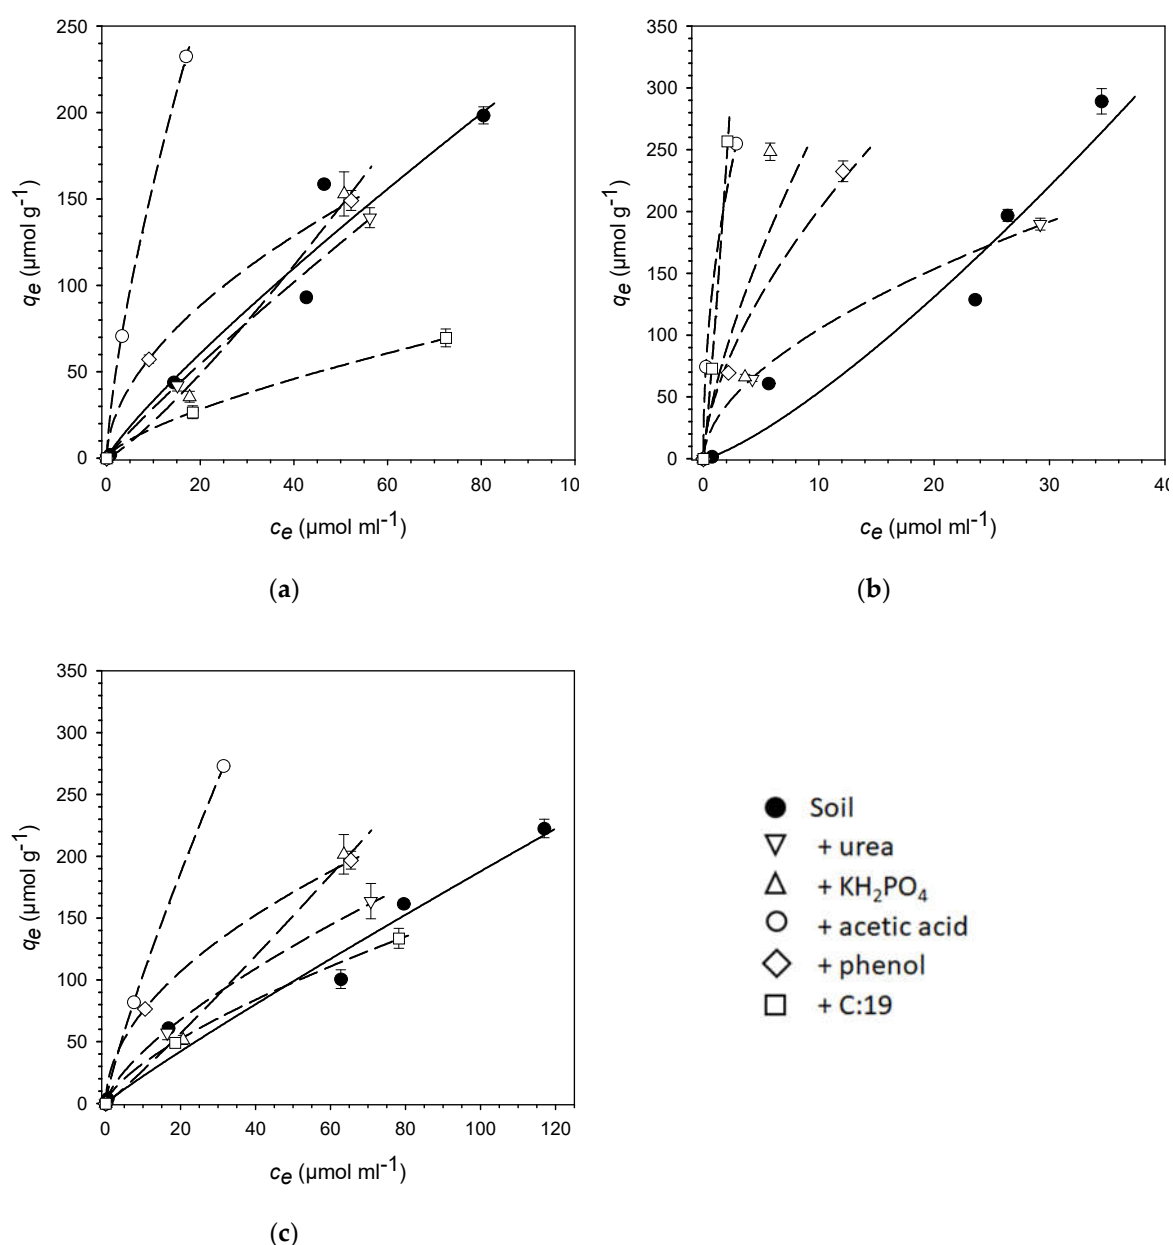 250
200
150
100
50
0
qe (µmol g-1)
0 20 40 60 80 10
ce (µmol ml-1)
(a)
350
300
250
200
150
100
50
0
qe (µmol g-1)
0 10 20 30 40
ce (µmol ml-1)
(b)
350
300
250
200
150
100
50
0
qe (µmol g-1)
0 20 40 60 80 100 120
ce (µmol ml-1)
(c)
Soil
+ urea
+ KH2PO4
+ acetic acid
+ phenol
+ C:19